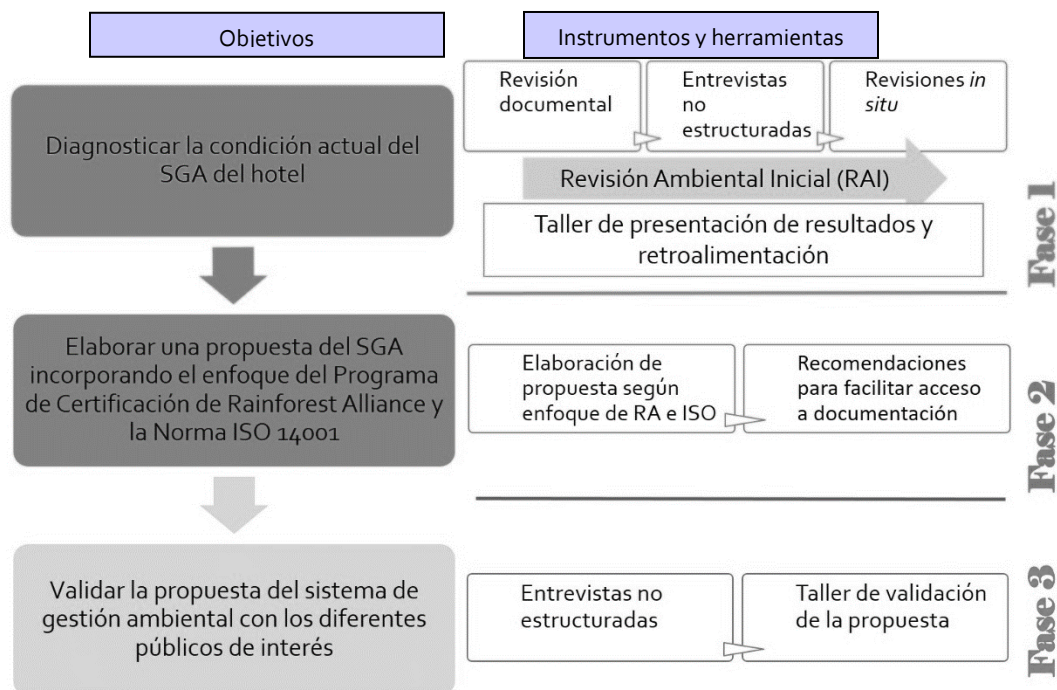 Objetivos
Instrumentos y herramientas
Diagnosticar la condición actual del
SGA del hotel
Revisión
documental
Entrevistas
no
estructuradas
Revisiones in
situ
Revisión Ambiental Inicial (RAI)
Taller de presentación de resultados y
retroalimentación
Fase 1
Elaborar una propuesta del SGA
incorporando el enfoque del Programa
de Certificación de Rainforest Alliance y
la Norma ISO 14001
Elaboración de
propuesta según
enfoque de RA e ISO
Recomendaciones
para facilitar acceso
a documentación
Fase 2
Validar la propuesta del sistema de
gestión ambiental con los diferentes
públicos de interés
Entrevistas no
estructuradas
Taller de validación
de la propuesta
Fase 3